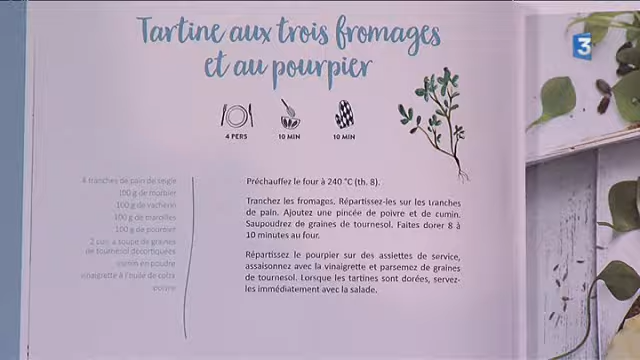 Tartine aux trois fromages
et au pourpier
3
4 PERS
10 MIN
10 MIN
4 tranches de pain de seigle
100 g de morbier
100 g de vacherin
100 g de maroilles
100 g de pourpier
2 cuil. à soupe de graines
de tournesol décortiquées
cumin en poudre
vinaigrette à l'huile de colza
poivre
Préchauffez le four à 240 °C (th. 8).
Tranchez les fromages. Répartissez-les sur les tranches
de pain. Ajoutez une pincée de poivre et de cumin.
Saupoudrez de graines de tournesol. Faites dorer 8 à
10 minutes au four.
Répartissez le pourpier sur des assiettes de service,
assaisonnez avec la vinaigrette et parsemez de graines
de tournesol. Lorsque les tartines sont dorées, servez-
les immédiatement avec la salade.